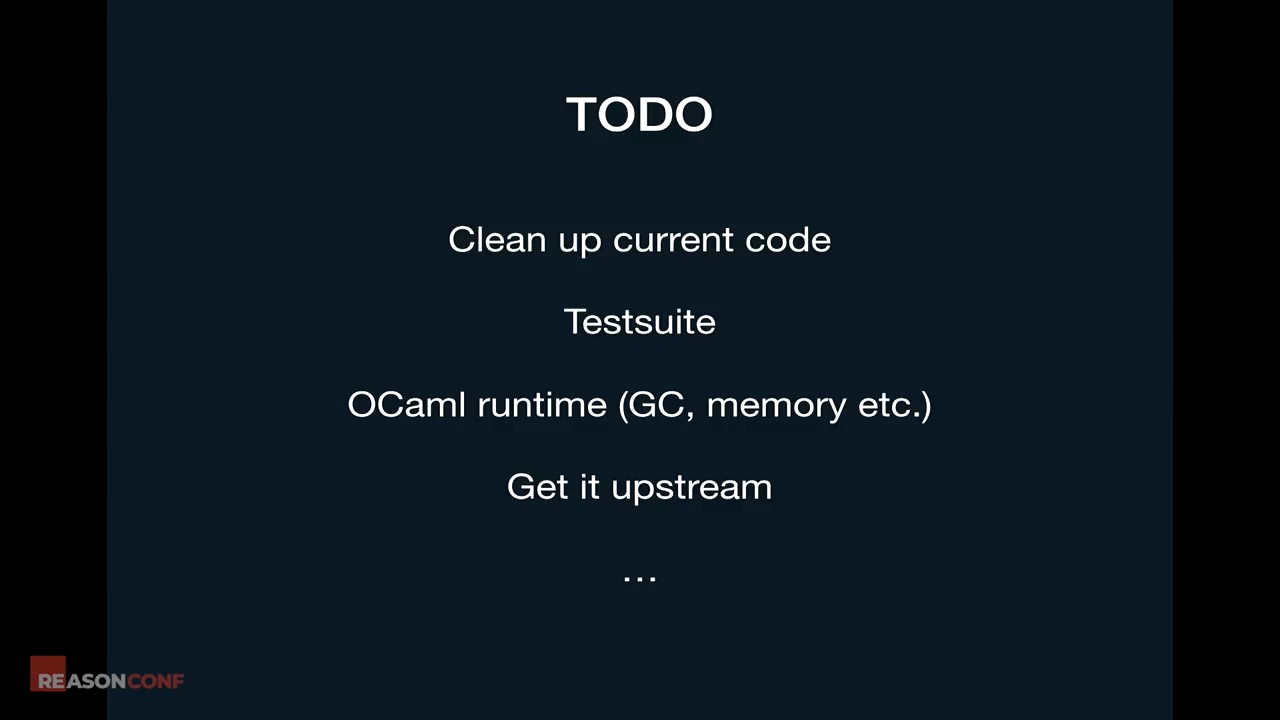 TODO
Clean up current code
Testsuite
OCaml runtime (GC, memory etc.)
Get it upstream
...
REASONCONF